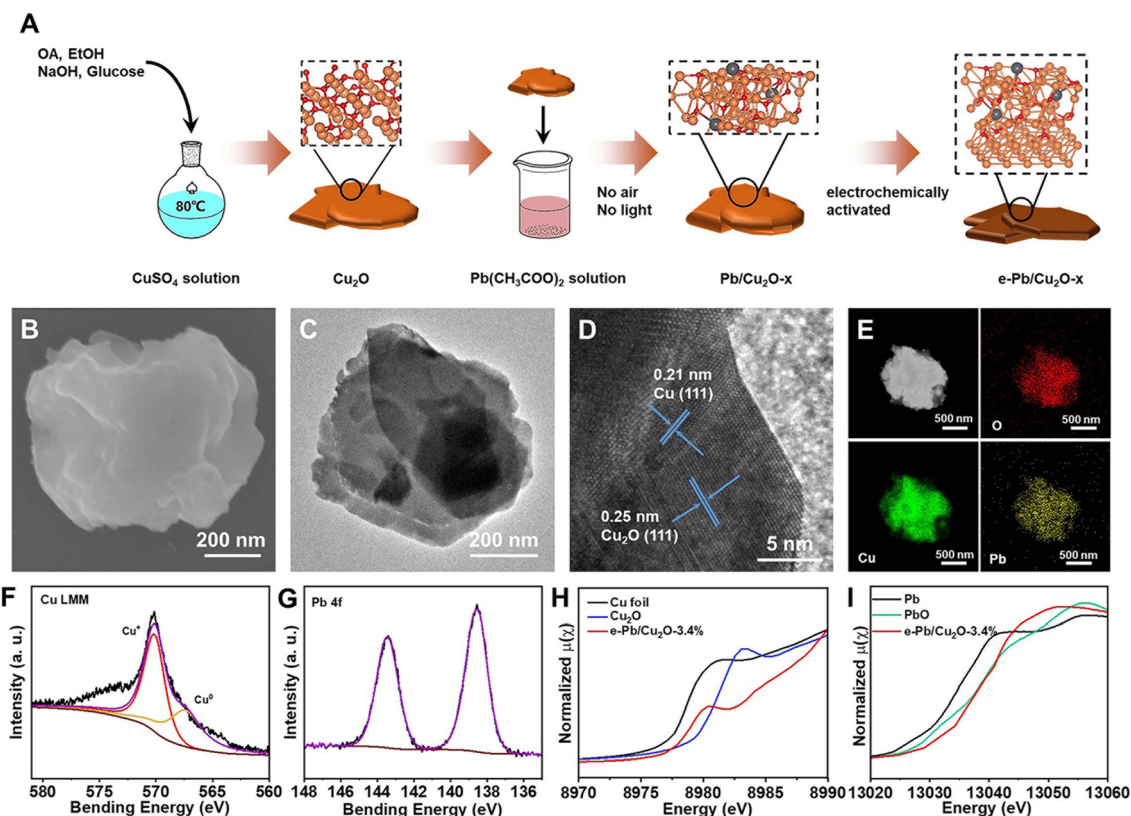 A
OA, EtOH
NaOH, Glucose
80℃
No air
No light
electrochemically
activated
CuSO₄ solution
Cu₂O
Pb(CH₃COO)₂ solution
Pb/Cu₂O-x
e-Pb/Cu₂O-x
B
200 nm
C
200 nm
D
0.21 nm
Cu (111)
0.25 nm
Cu₂O (111)
5 nm
E
500 nm
O
500 nm
Cu
500 nm
Pb
500 nm
F
Cu LMM
Cu⁺
Cu⁰
Intensity (a. u.)
580 575 570 565 560
Bending Energy (eV)
G
Pb 4f
Intensity (a. u.)
148 146 144 142 140 138 136
Bending Energy (eV)
H
Cu foil
Cu₂O
e-Pb/Cu₂O-3.4%
Normalized μ(χ)
8970 8975 8980 8985 8990
Energy (eV)
I
Pb
PbO
e-Pb/Cu₂O-3.4%
Normalized μ(χ)
13020 13030 13040 13050 13060
Energy (eV)